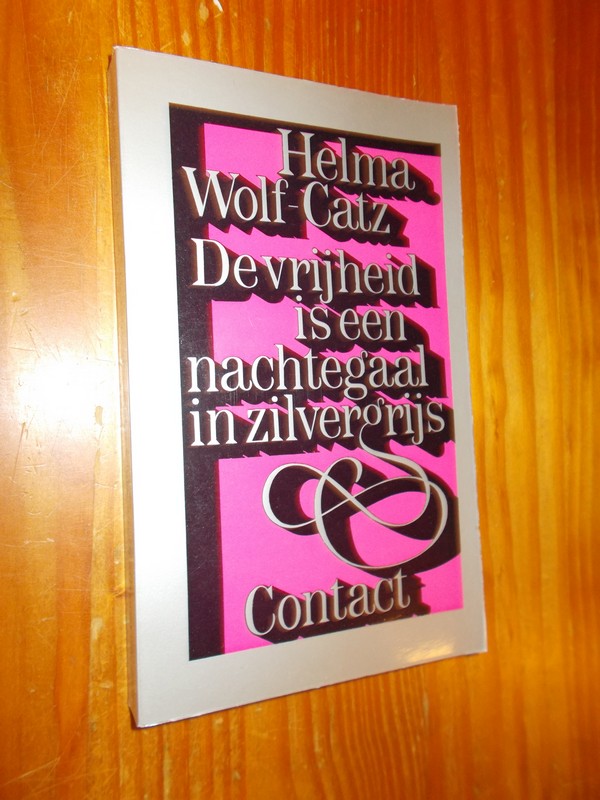 Helma
Wolf-Catz
De vrijheid
is een
nachtegaal
in zilvergrijs
Contact